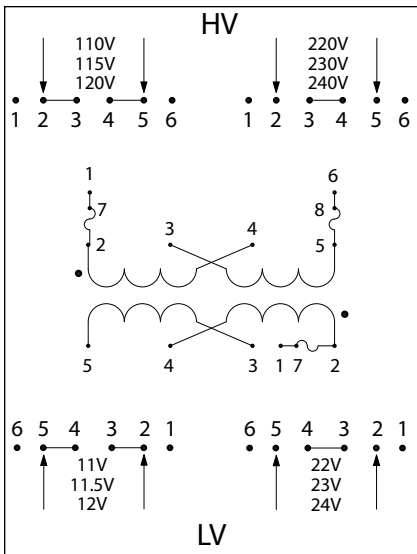 HV
110V 220V
115V 230V
120V 240V
1 2 3 4 5 6 1 2 3 4 5 6
1 6
7 8
3 4
2 5
5 4 3 1 7 2
6 5 4 3 2 1 6 5 4 3 2 1
11V 22V
11.5V 23V
12V 24V
LV